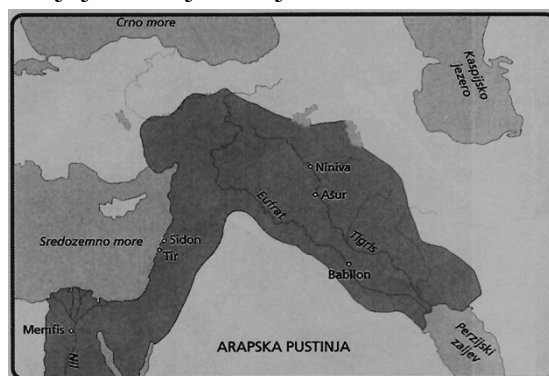 Crno more
Kaspijsko
jezero
Niniva
Ašur
Eufrat
Tigris
Sredozemno more
Sidon
Tir
Babilon
Memfis
Nil
ARAPSKA PUSTINJA
Perzijski
zaljev